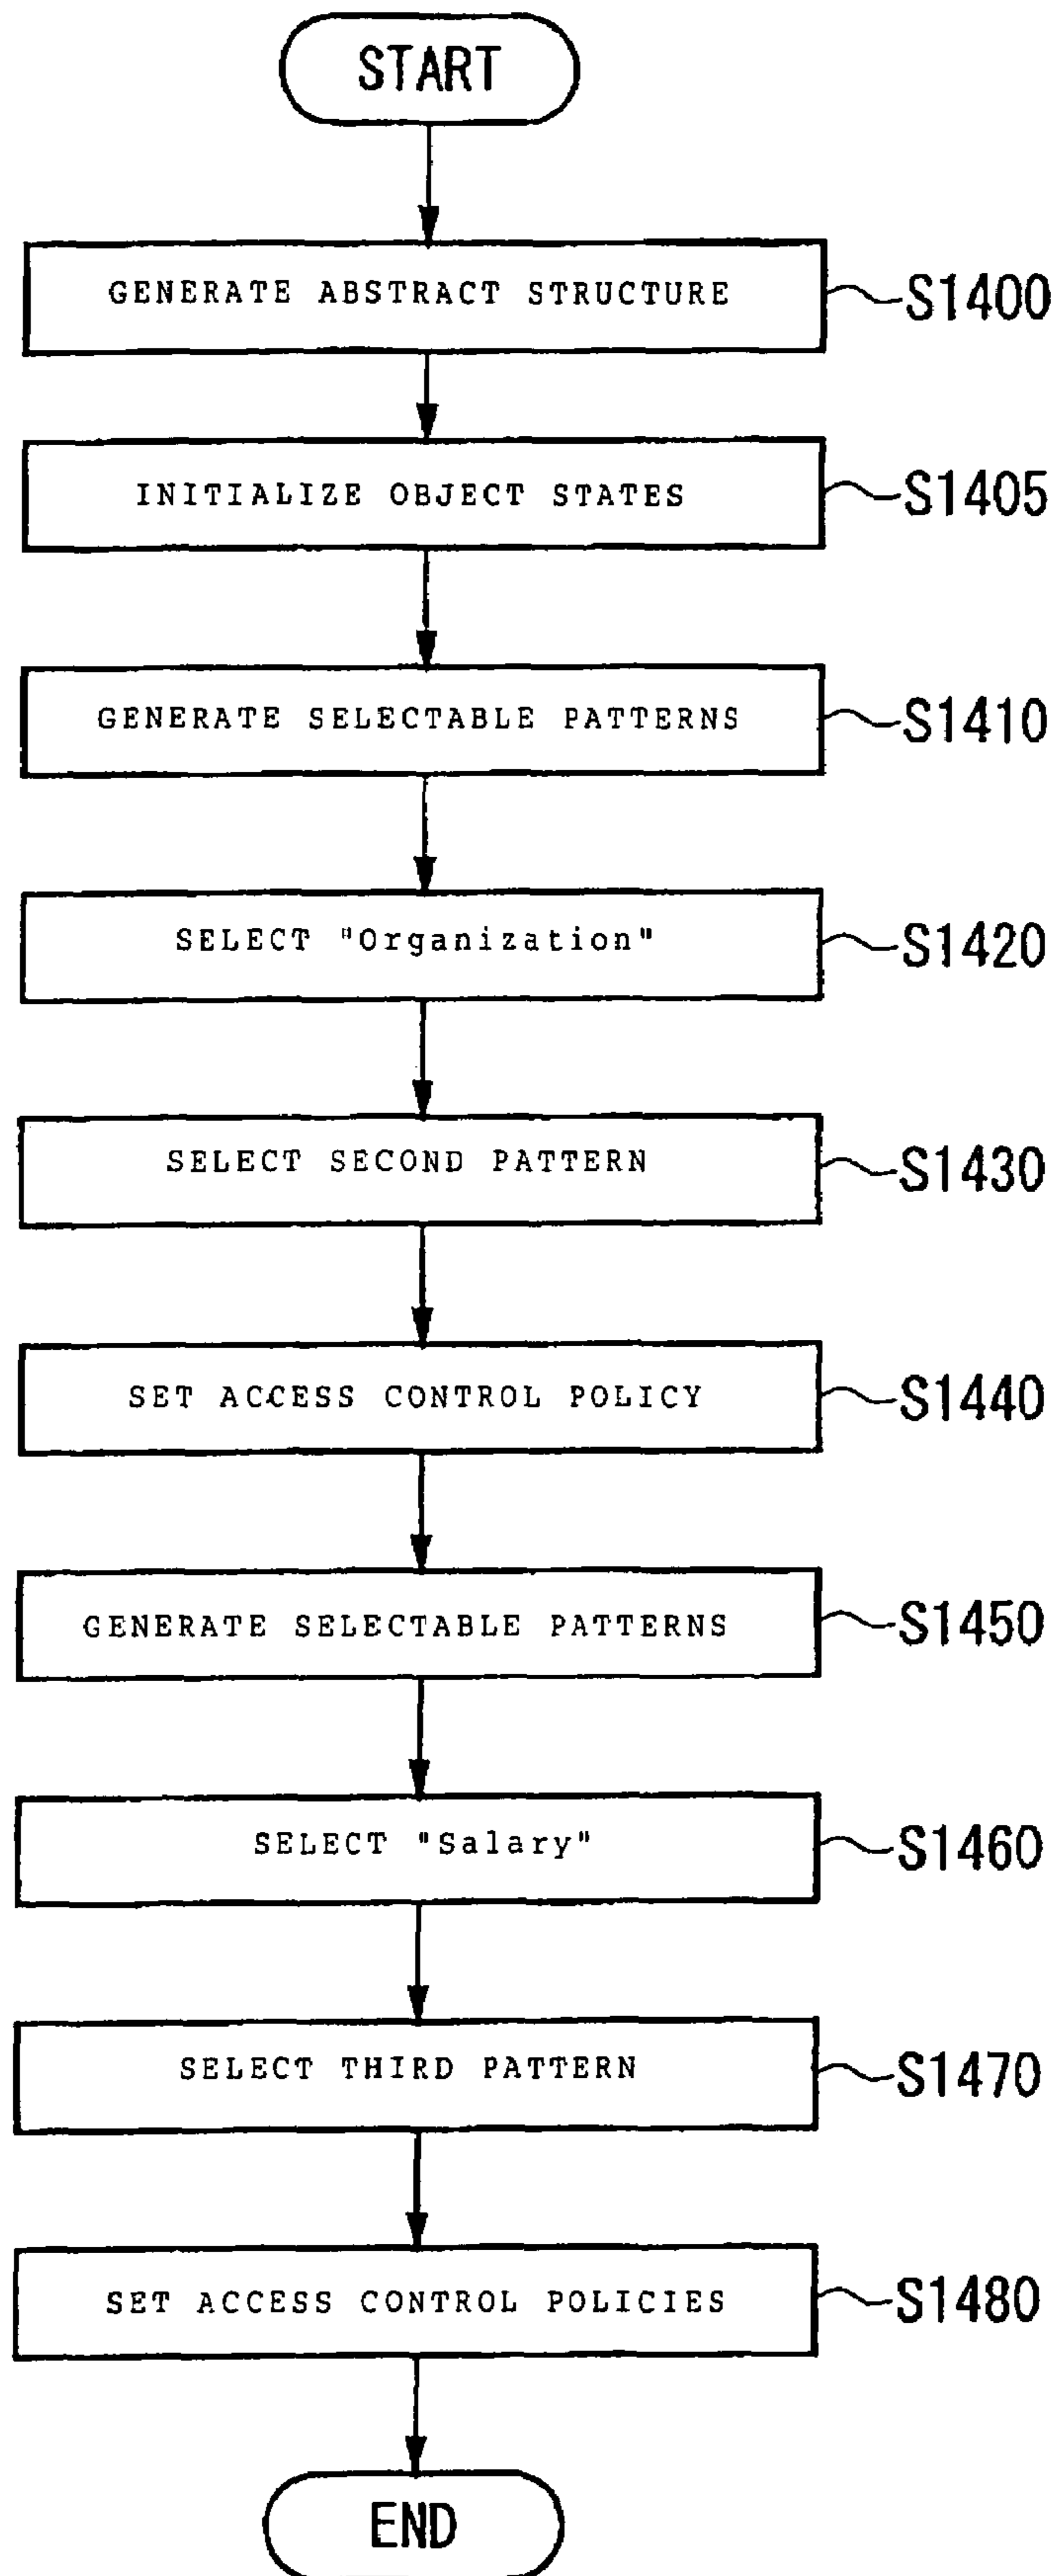 START
GENERATE ABSTRACT STRUCTURE
S1400
INITIALIZE OBJECT STATES
S1405
GENERATE SELECTABLE PATTERNS
S1410
SELECT "Organization"
S1420
SELECT SECOND PATTERN
S1430
SET ACCESS CONTROL POLICY
S1440
GENERATE SELECTABLE PATTERNS
S1450
SELECT "Salary"
S1460
SELECT THIRD PATTERN
S1470
SET ACCESS CONTROL POLICIES
S1480
END